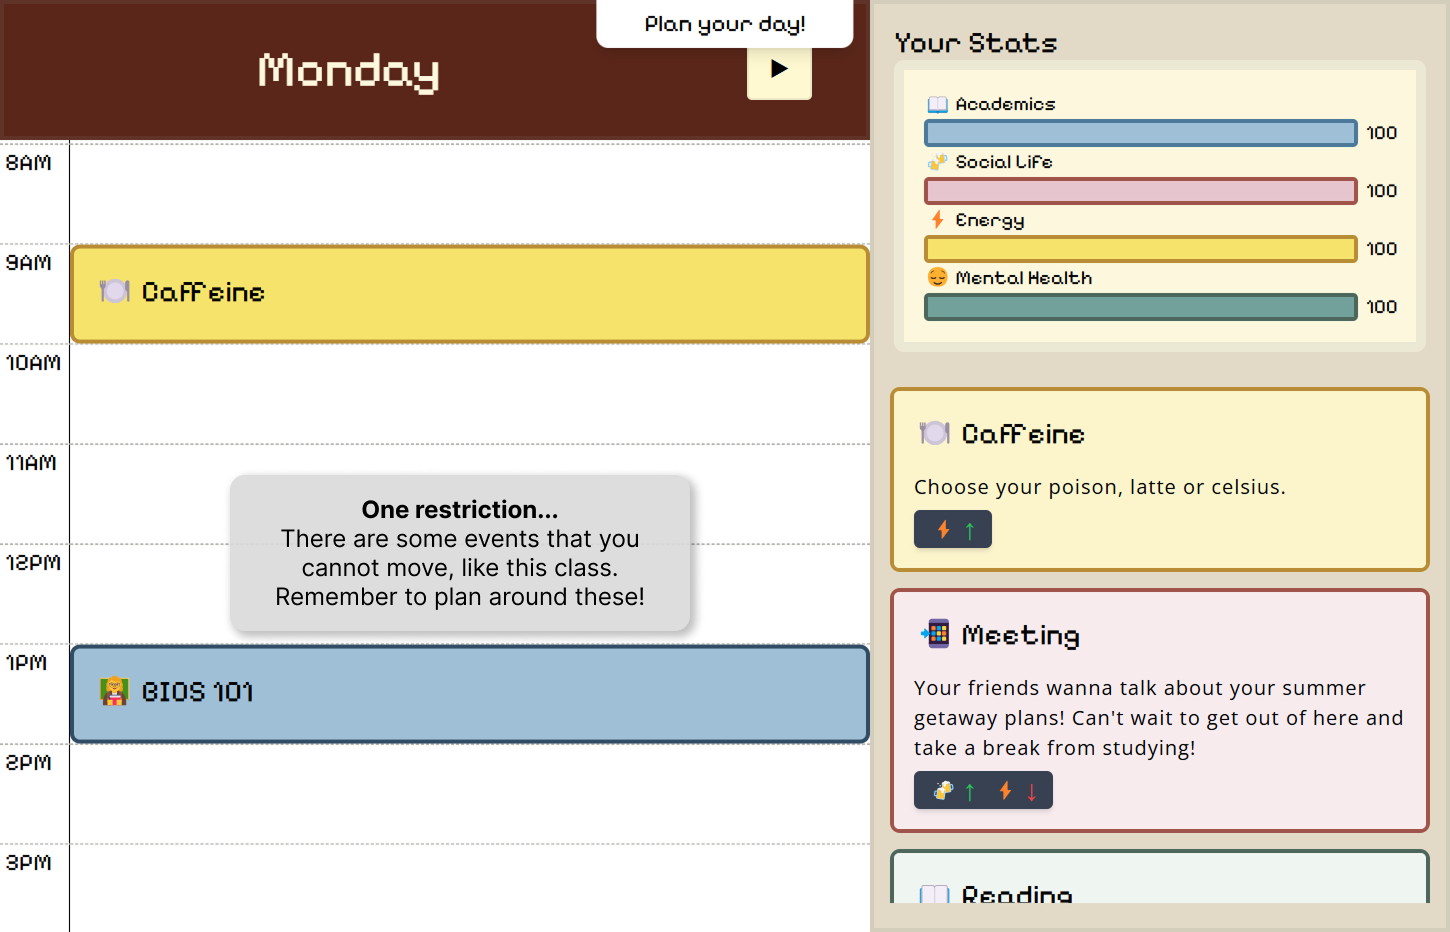 Plan your day!
Monday
8AM
9AM
Caffeine
10AM
11AM
One restriction...
There are some events that you
cannot move, like this class.
Remember to plan around these!
12PM
1PM
BIOS 101
2PM
3PM
Your Stats
Academics
100
Social Life
100
Energy
100
Mental Health
100
Caffeine
Choose your poison, latte or celsius.
Meeting
Your friends wanna talk about your summer
getaway plans! Can't wait to get out of here and
take a break from studying!
Reading